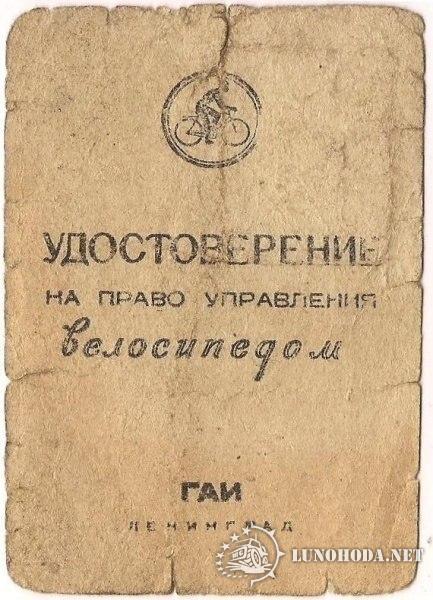 УДОСТОВЕРЕНИЕ
НА ПРАВО УПРАВЛЕНИЯ
велосипедом
ГАИ
ЛЕНИНГРАД
LUNOHODA.NET